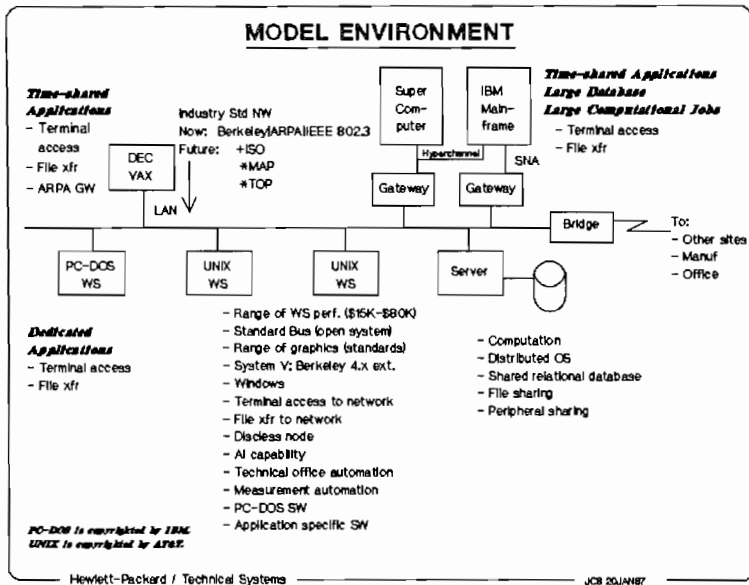 MODEL ENVIRONMENT
Time-shared
Applications
- Terminal
access
- File xfr
- ARPA GW
DEC
VAX
LAN
Industry Std NW
Now: Berkeley/ARPA/IEEE 802.3
Future: +ISO
*MAP
*TOP
Super
Com-
puter
IBM
Main-
frame
Hyperchannel
SNA
Gateway
Gateway
Time-shared Applications
Large Database
Large Computational Jobs
- Terminal access
- File xfr
Bridge
To:
- Other sites
- Manuf
- Office
PC-DOS
WS
UNIX
WS
UNIX
WS
Server
Dedicated
Applications
- Terminal access
- File xfr
- Range of WS perf. ($15K-$80K)
- Standard Bus (open system)
- Range of graphics (standards)
- System V; Berkeley 4.x ext.
- Windows
- Terminal access to network
- File xfr to network
- Discless node
- AI capability
- Technical office automation
- Measurement automation
- PC-DOS SW
- Application specific SW
- Computation
- Distributed OS
- Shared relational database
- File sharing
- Peripheral sharing
PC-DOS is copyrighted by IBM.
UNIX is copyrighted by AT&T.
Hewlett-Packard / Technical Systems
JCB 20JAN87